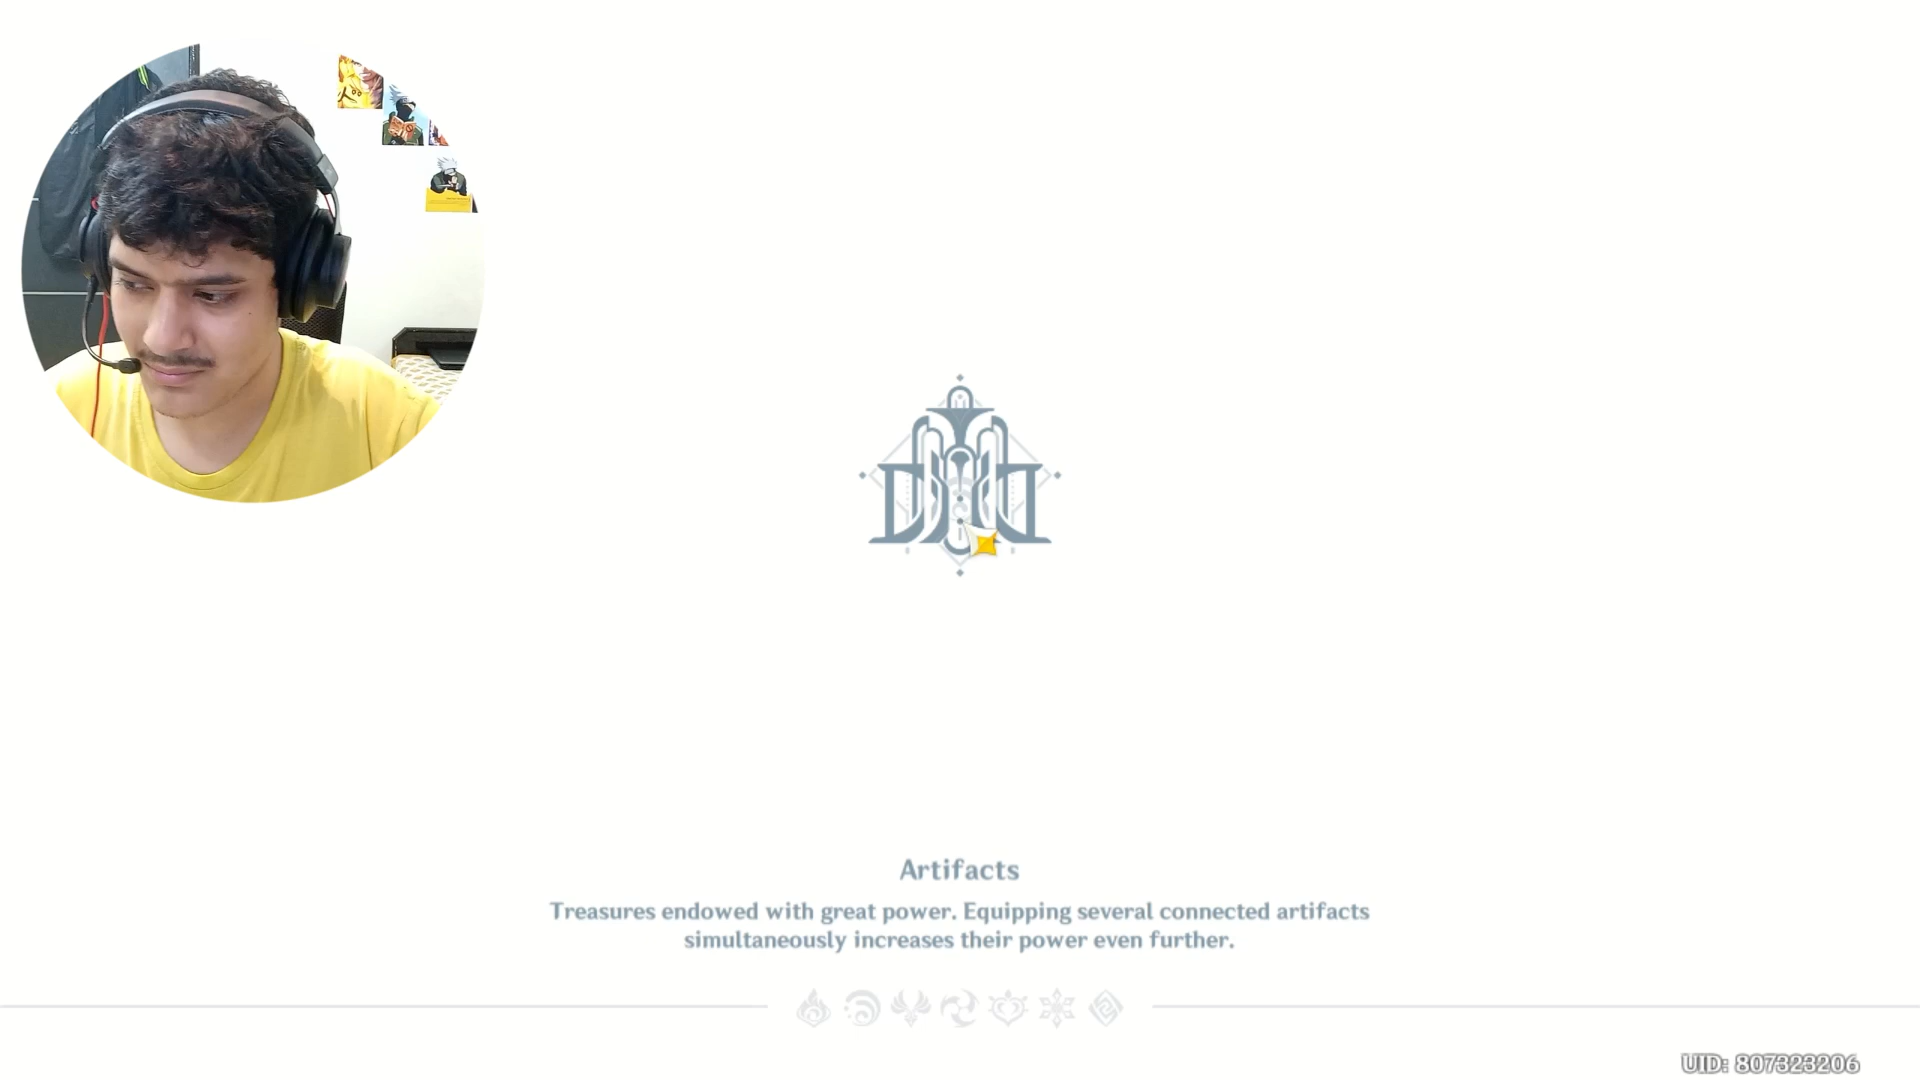 Artifacts
Treasures endowed with great power. Equipping several connected artifacts
simultaneously increases their power even further.
UID: 807323206